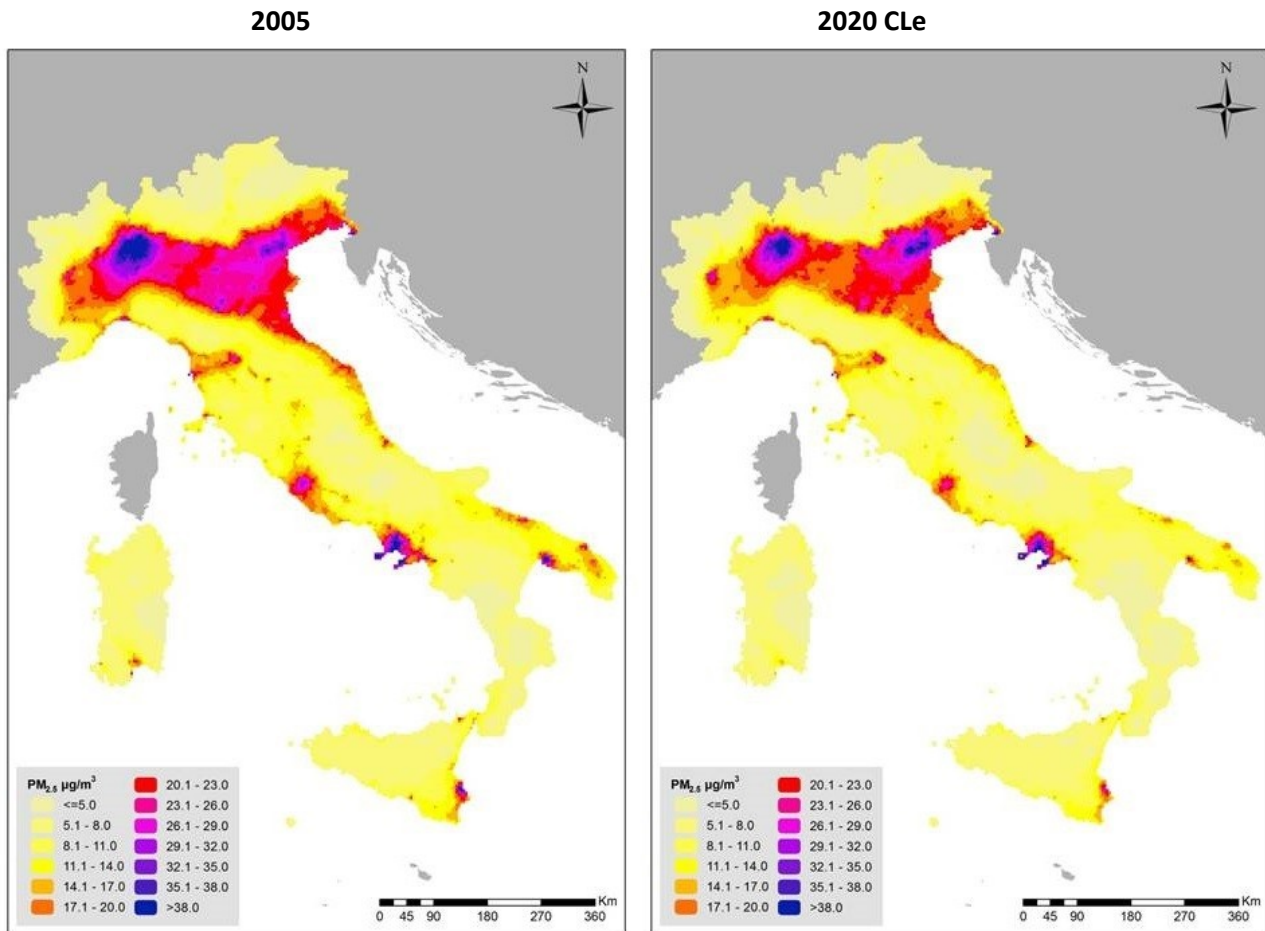 2005
2020 CLe
N
PM2.5 µg/m³
<=5.0
5.1 - 8.0
8.1 - 11.0
11.1 - 14.0
14.1 - 17.0
17.1 - 20.0
20.1 - 23.0
23.1 - 26.0
26.1 - 29.0
29.1 - 32.0
32.1 - 35.0
35.1 - 38.0
>38.0
Km
0 45 90 180 270 360
N
PM2.5 µg/m³
<=5.0
5.1 - 8.0
8.1 - 11.0
11.1 - 14.0
14.1 - 17.0
17.1 - 20.0
20.1 - 23.0
23.1 - 26.0
26.1 - 29.0
29.1 - 32.0
32.1 - 35.0
35.1 - 38.0
>38.0
Km
0 45 90 180 270 360